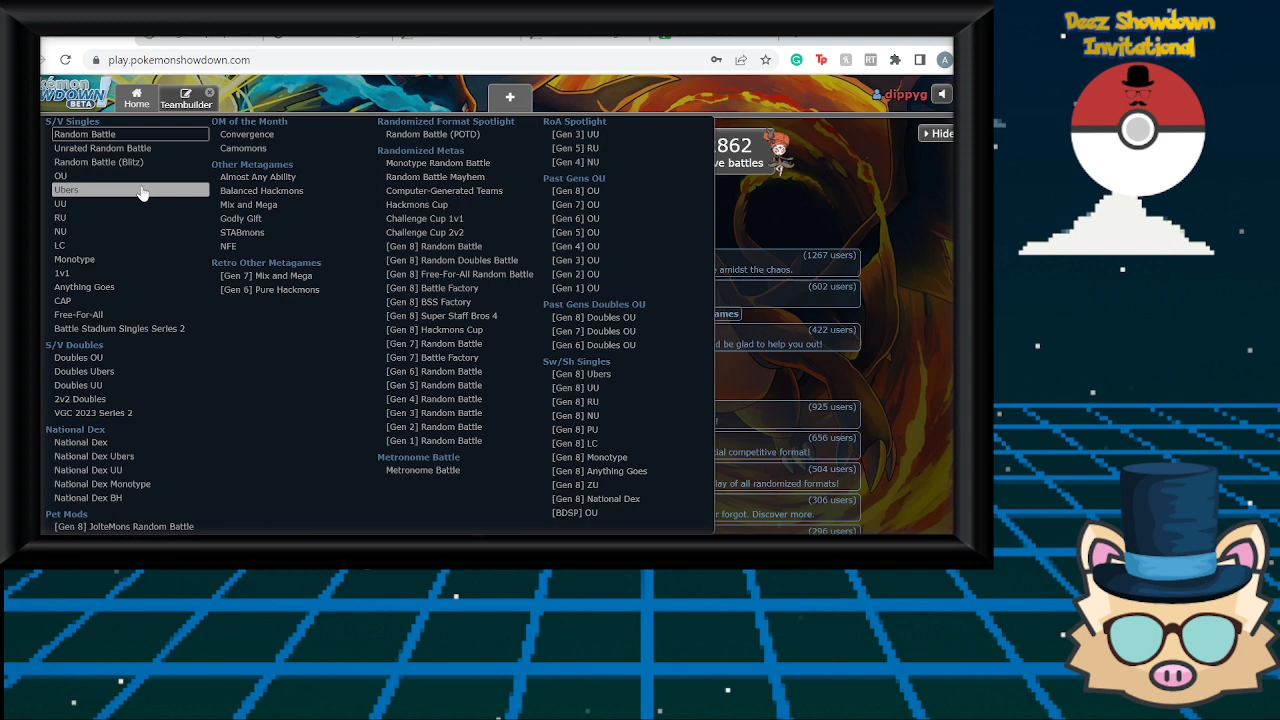 Deez Showdown
Invitational
play.pokemonshowdown.com
Tp
RT
A
émon
OWDOWN
BETA
Home
Teambuilder
+
dippyg
S/V Singles
Random Battle
Unrated Random Battle
Random Battle (Blitz)
OU
Ubers
UU
RU
NU
LC
Monotype
1v1
Anything Goes
CAP
Free-For-All
Battle Stadium Singles Series 2
S/V Doubles
Doubles OU
Doubles Ubers
Doubles UU
2v2 Doubles
VGC 2023 Series 2
National Dex
National Dex
National Dex Ubers
National Dex UU
National Dex Monotype
National Dex BH
Pet Mods
[Gen 8] JolteMons Random Battle
OM of the Month
Convergence
Camomons
Other Metagames
Almost Any Ability
Balanced Hackmons
Mix and Mega
Godly Gift
STABmons
NFE
Retro Other Metagames
[Gen 7] Mix and Mega
[Gen 6] Pure Hackmons
Randomized Format Spotlight
Random Battle (POTD)
Randomized Metas
Monotype Random Battle
Random Battle Mayhem
Computer-Generated Teams
Hackmons Cup
Challenge Cup 1v1
Challenge Cup 2v2
[Gen 8] Random Battle
[Gen 8] Random Doubles Battle
[Gen 8] Free-For-All Random Battle
[Gen 8] Battle Factory
[Gen 8] BSS Factory
[Gen 8] Super Staff Bros 4
[Gen 8] Hackmons Cup
[Gen 7] Random Battle
[Gen 7] Battle Factory
[Gen 6] Random Battle
[Gen 5] Random Battle
[Gen 4] Random Battle
[Gen 3] Random Battle
[Gen 2] Random Battle
[Gen 1] Random Battle
Metronome Battle
Metronome Battle
RoA Spotlight
[Gen 3] UU
[Gen 5] RU
[Gen 4] NU
Past Gens OU
[Gen 8] OU
[Gen 7] OU
[Gen 6] OU
[Gen 5] OU
[Gen 4] OU
[Gen 3] OU
[Gen 2] OU
[Gen 1] OU
Past Gens Doubles OU
[Gen 8] Doubles OU
[Gen 7] Doubles OU
[Gen 6] Doubles OU
Sw/Sh Singles
[Gen 8] Ubers
[Gen 8] UU
[Gen 8] RU
[Gen 8] NU
[Gen 8] PU
[Gen 8] LC
[Gen 8] Monotype
[Gen 8] Anything Goes
[Gen 8] ZU
[Gen 8] National Dex
[BDSP] OU
Hide
862
ve battles
(1267 users)
amidst the chaos.
(602 users)
ames
(422 users)
d be glad to help you out!
(925 users)
!
(656 users)
cial competitive format!
(504 users)
lay of all randomized formats!
(306 users)
r forgot. Discover more.
(296 users)